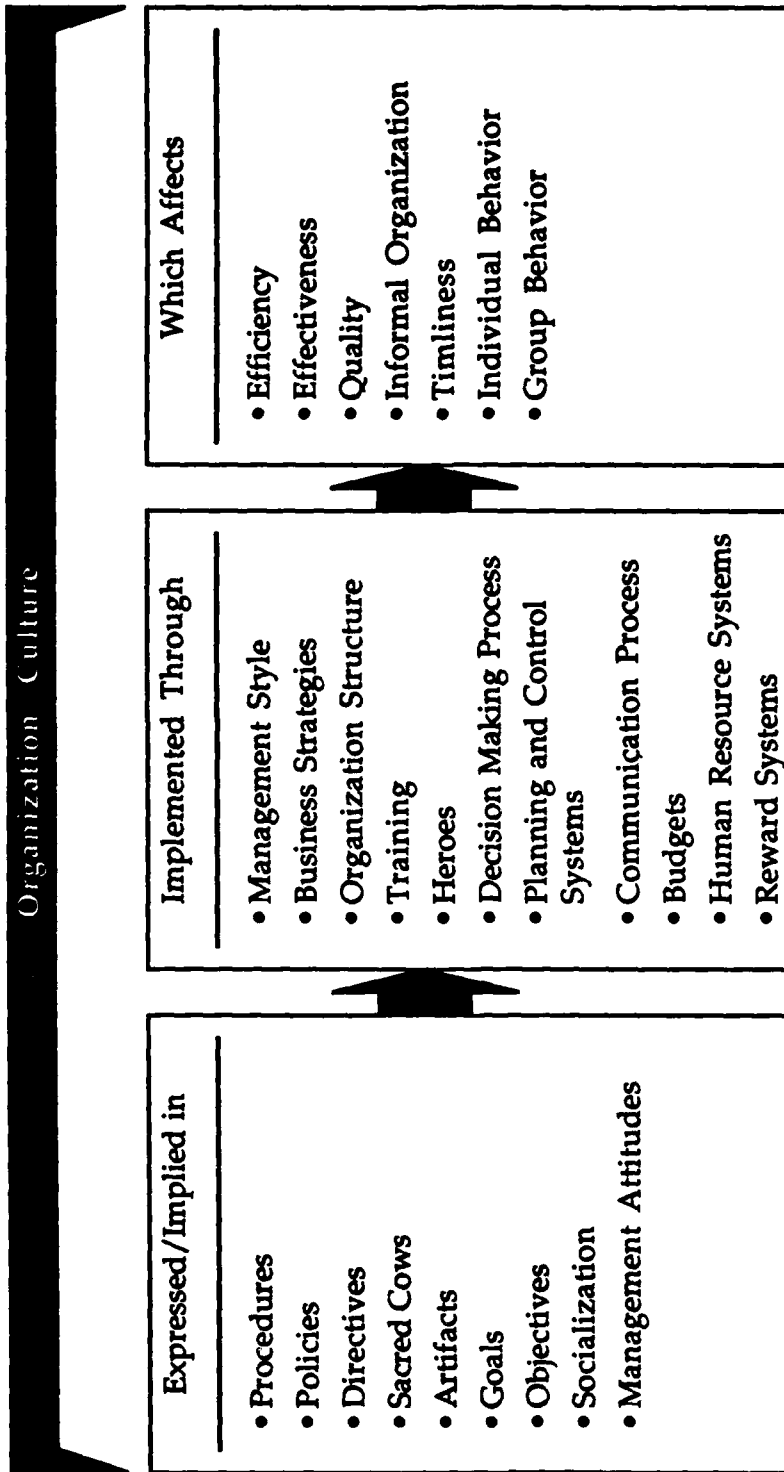 Organization Culture
Expressed/Implied in
• Procedures
• Policies
• Directives
• Sacred Cows
• Artifacts
• Goals
• Objectives
• Socialization
• Management Attitudes
Implemented Through
• Management Style
• Business Strategies
• Organization Structure
• Training
• Heroes
• Decision Making Process
• Planning and Control
Systems
• Communication Process
• Budgets
• Human Resource Systems
• Reward Systems
Which Affects
• Efficiency
• Effectiveness
• Quality
• Informal Organization
• Timliness
• Individual Behavior
• Group Behavior